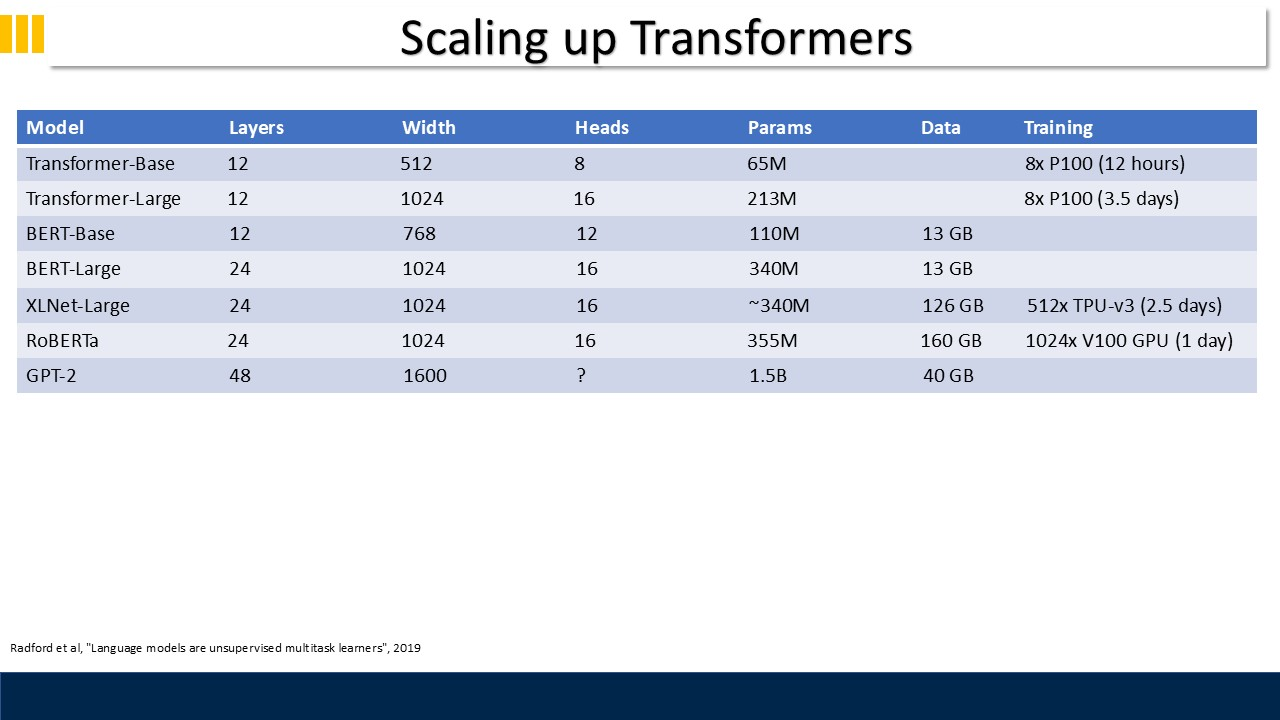 Scaling up Transformers
Model Layers Width Heads Params Data Training
Transformer-Base 12 512 8 65M 8x P100 (12 hours)
Transformer-Large 12 1024 16 213M 8x P100 (3.5 days)
BERT-Base 12 768 12 110M 13 GB
BERT-Large 24 1024 16 340M 13 GB
XLNet-Large 24 1024 16 ~340M 126 GB 512x TPU-v3 (2.5 days)
RoBERTa 24 1024 16 355M 160 GB 1024x V100 GPU (1 day)
GPT-2 48 1600 ? 1.5B 40 GB
Radford et al, "Language models are unsupervised multitask learners", 2019